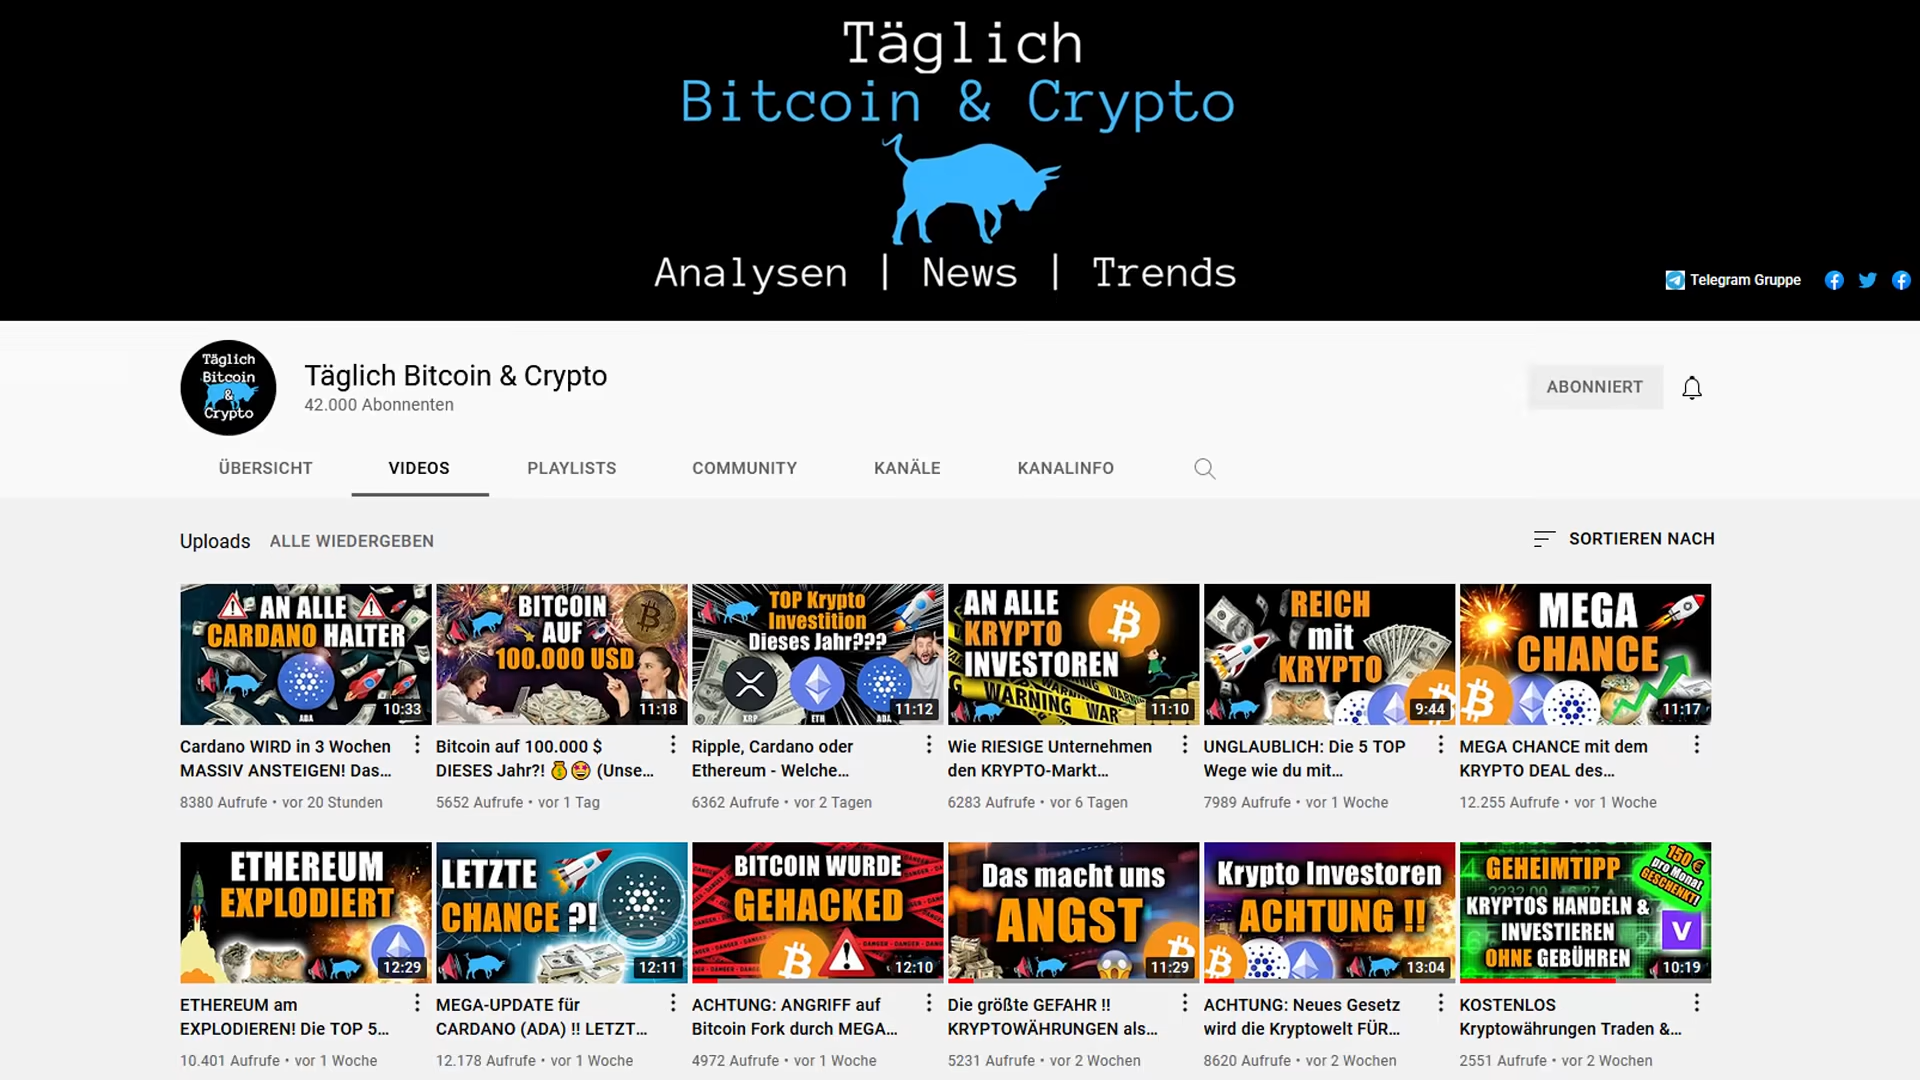 Täglich
Bitcoin & Crypto
Analysen | News | Trends
Telegram Gruppe
Täglich
Bitcoin
&
Crypto
Täglich Bitcoin & Crypto
42.000 Abonnenten
ABONNIERT
ÜBERSICHT
VIDEOS
PLAYLISTS
COMMUNITY
KANÄLE
KANALINFO
Uploads
ALLE WIEDERGEBEN
SORTIEREN NACH
AN ALLE
CARDANO HALTER
ADA
10:33
Cardano WIRD in 3 Wochen
MASSIV ANSTEIGEN! Das...
8380 Aufrufe • vor 20 Stunden
BITCOIN
AUF
100.000 USD
11:18
Bitcoin auf 100.000 $
DIESES Jahr?! 💰🤩 (Unse...
5652 Aufrufe • vor 1 Tag
TOP Krypto
Investition
Dieses Jahr???
XRP
ETH
ADA
11:12
Ripple, Cardano oder
Ethereum - Welche...
6362 Aufrufe • vor 2 Tagen
AN ALLE
KRYPTO
INVESTOREN
WARNING WAR
11:10
Wie RIESIGE Unternehmen
den KRYPTO-Markt...
6283 Aufrufe • vor 6 Tagen
REICH
mit
KRYPTO
9:44
UNGLAUBLICH: Die 5 TOP
Wege wie du mit...
7989 Aufrufe • vor 1 Woche
MEGA
CHANCE
11:17
MEGA CHANCE mit dem
KRYPTO DEAL des...
12.255 Aufrufe • vor 1 Woche
ETHEREUM
EXPLODIERT
12:29
ETHEREUM am
EXPLODIEREN! Die TOP 5...
10.401 Aufrufe • vor 1 Woche
LETZTE
CHANCE ?!
12:11
MEGA-UPDATE für
CARDANO (ADA) !! LETZT...
12.178 Aufrufe • vor 1 Woche
BITCOIN WURDE
GEHACKED
12:10
ACHTUNG: ANGRIFF auf
Bitcoin Fork durch MEGA...
4972 Aufrufe • vor 1 Woche
Das macht uns
ANGST
11:29
Die größte GEFAHR !!
KRYPTOWÄHRUNGEN als...
5231 Aufrufe • vor 2 Wochen
Krypto Investoren
ACHTUNG !!
13:04
ACHTUNG: Neues Gesetz
wird die Kryptowelt FÜR...
8620 Aufrufe • vor 2 Wochen
GEHEIMTIPP
150 €
pro Monat
GESCHENKT!
KRYPTOS HANDELN &
INVESTIEREN
OHNE GEBÜHREN
10:19
KOSTENLOS
Kryptowährungen Traden &...
2551 Aufrufe • vor 2 Wochen